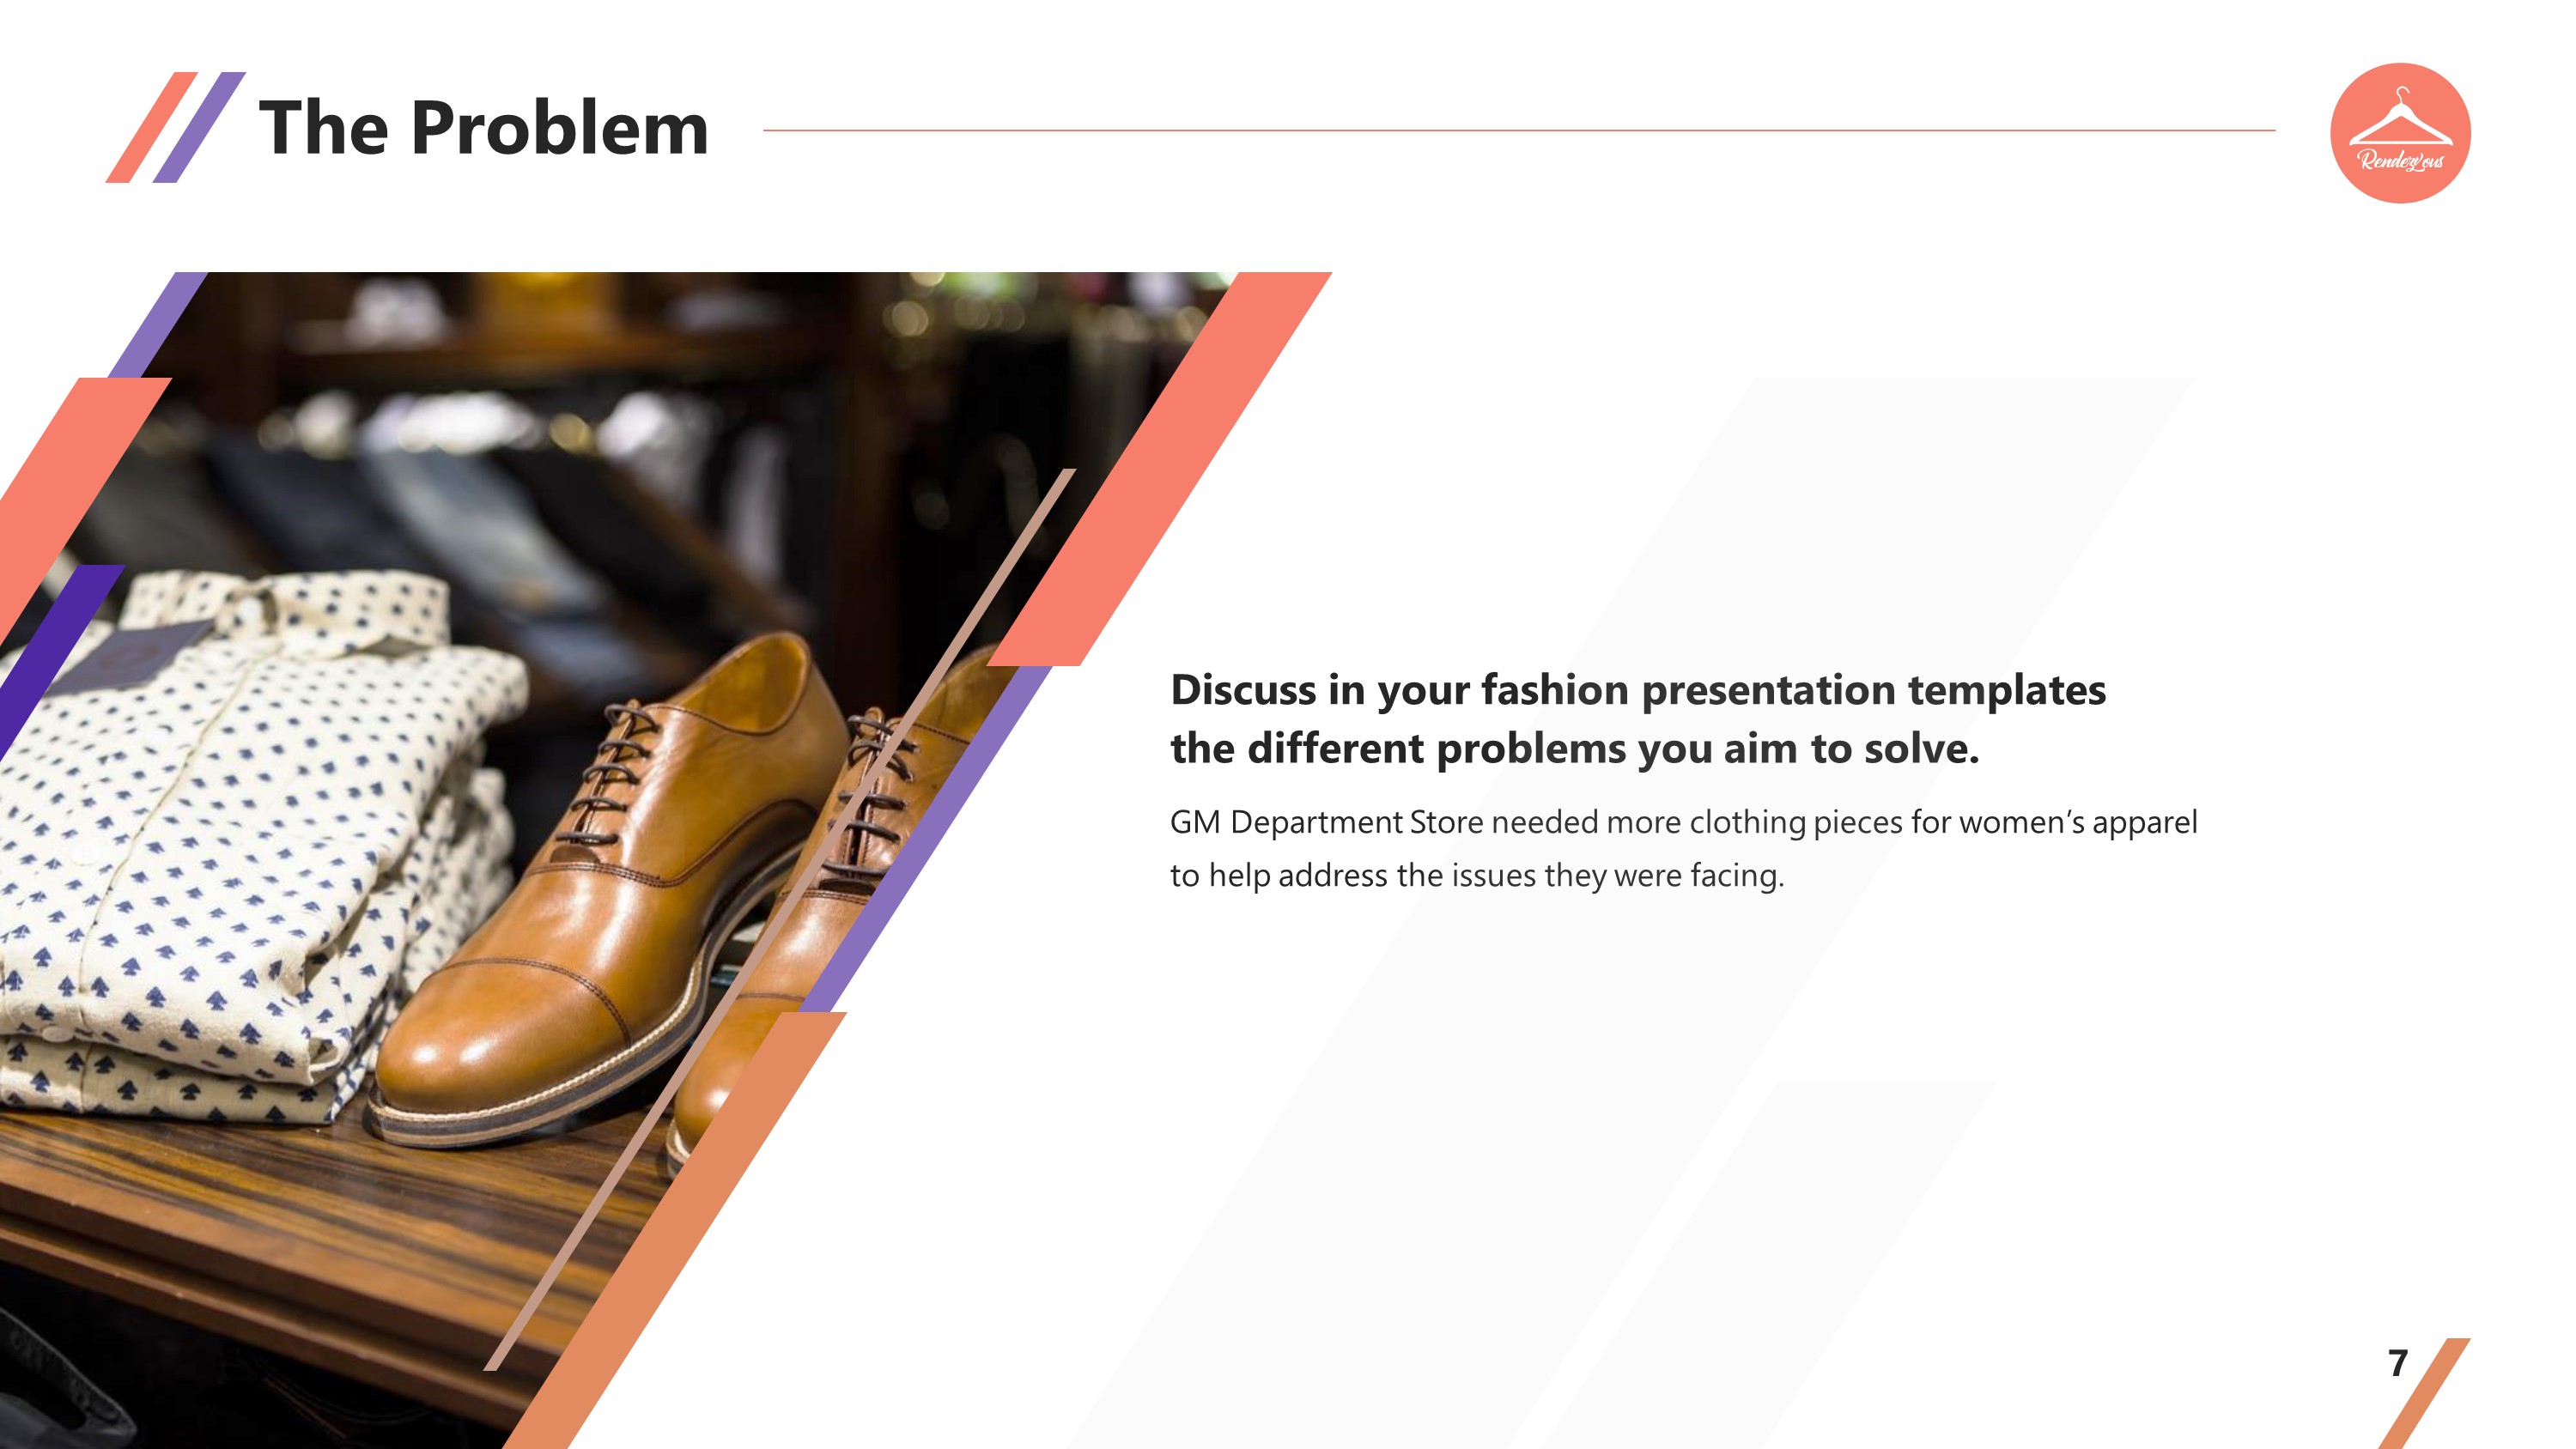 The Problem
RendezVous
Discuss in your fashion presentation templates
the different problems you aim to solve.
GM Department Store needed more clothing pieces for women’s apparel
to help address the issues they were facing.
7